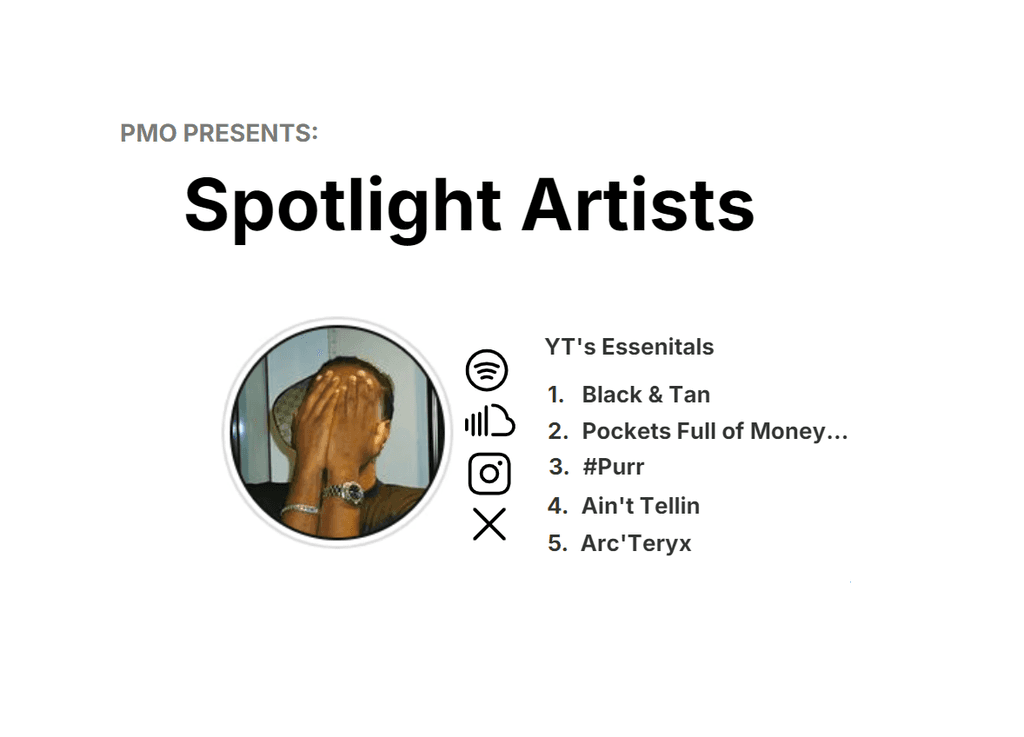 PMO PRESENTS:
Spotlight Artists
YT's Essenitals
1. Black & Tan
2. Pockets Full of Money...
3. #Purr
4. Ain't Tellin
5. Arc'Teryx